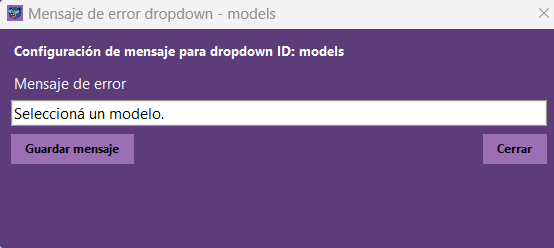 Mensaje de error dropdown - models
Configuración de mensaje para dropdown ID: models
Mensaje de error
Seleccioná un modelo.
Guardar mensaje
Cerrar